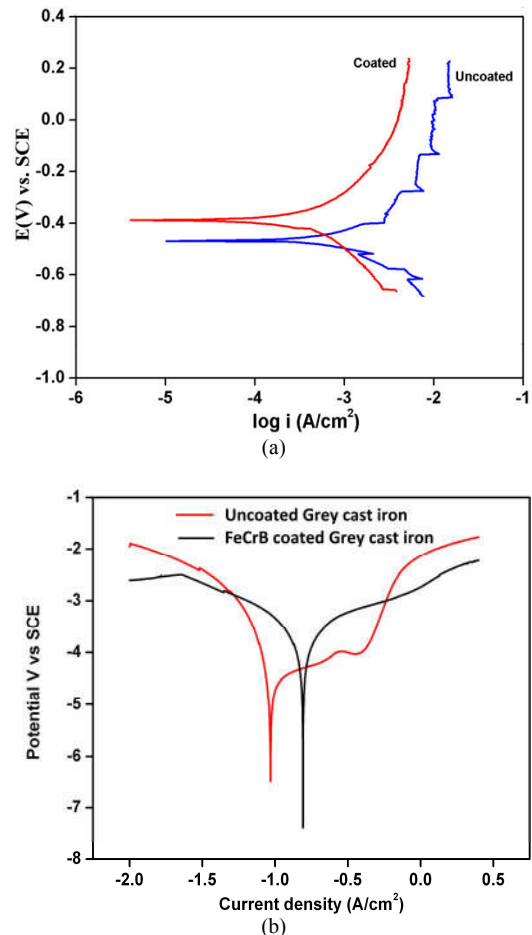 0.4
0.2
0.0
-0.2
-0.4
-0.6
-0.8
-1.0
E(V) vs. SCE
Coated
Uncoated
-6 -5 -4 -3 -2 -1
log i (A/cm²)
(a)
-1
-2
-3
-4
-5
-6
-7
-8
Potential V vs SCE
Uncoated Grey cast iron
FeCrB coated Grey cast iron
-2.0 -1.5 -1.0 -0.5 0.0 0.5
Current density (A/cm²)
(b)